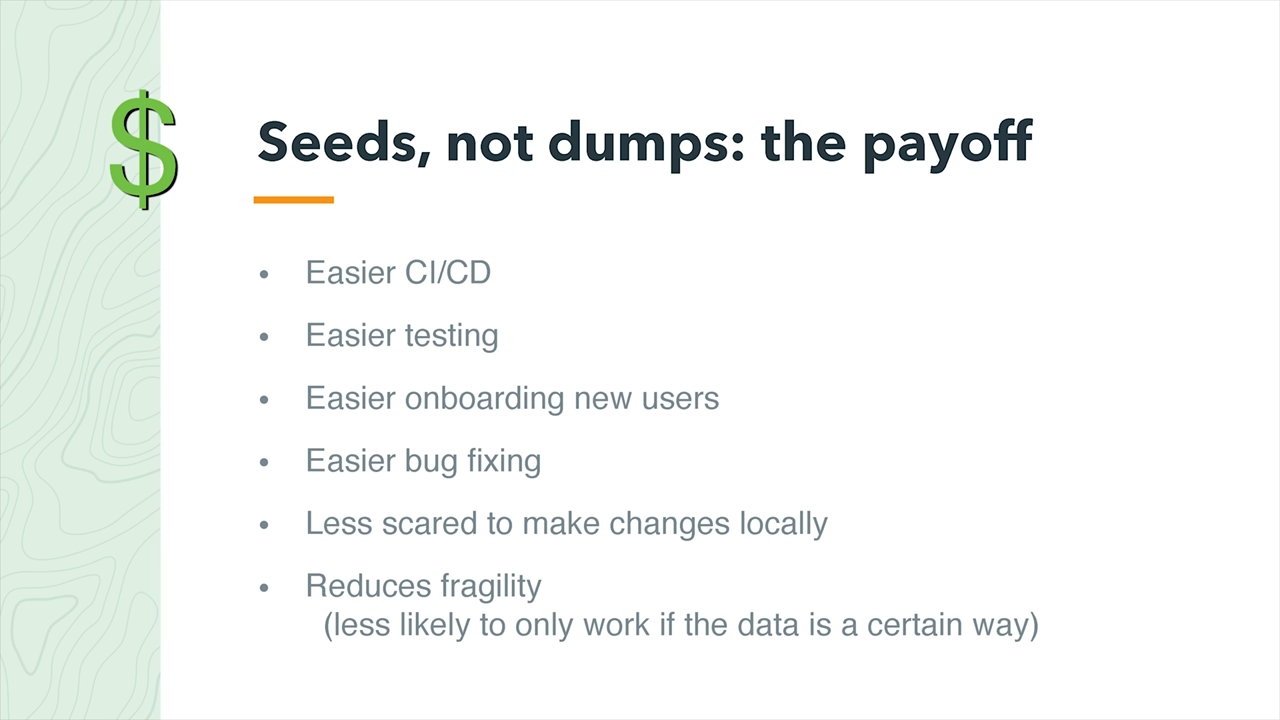 $
Seeds, not dumps: the payoff
• Easier CI/CD
• Easier testing
• Easier onboarding new users
• Easier bug fixing
• Less scared to make changes locally
• Reduces fragility
(less likely to only work if the data is a certain way)